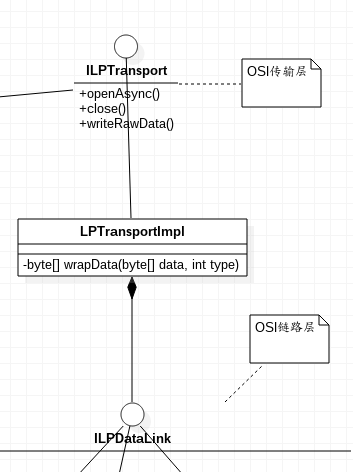 ILPTransport
OSI传输层
+openAsync()
+close()
+writeRawData()
LPTransportImpl
-byte[] wrapData(byte[] data, int type)
OSI链路层
ILPDataLink